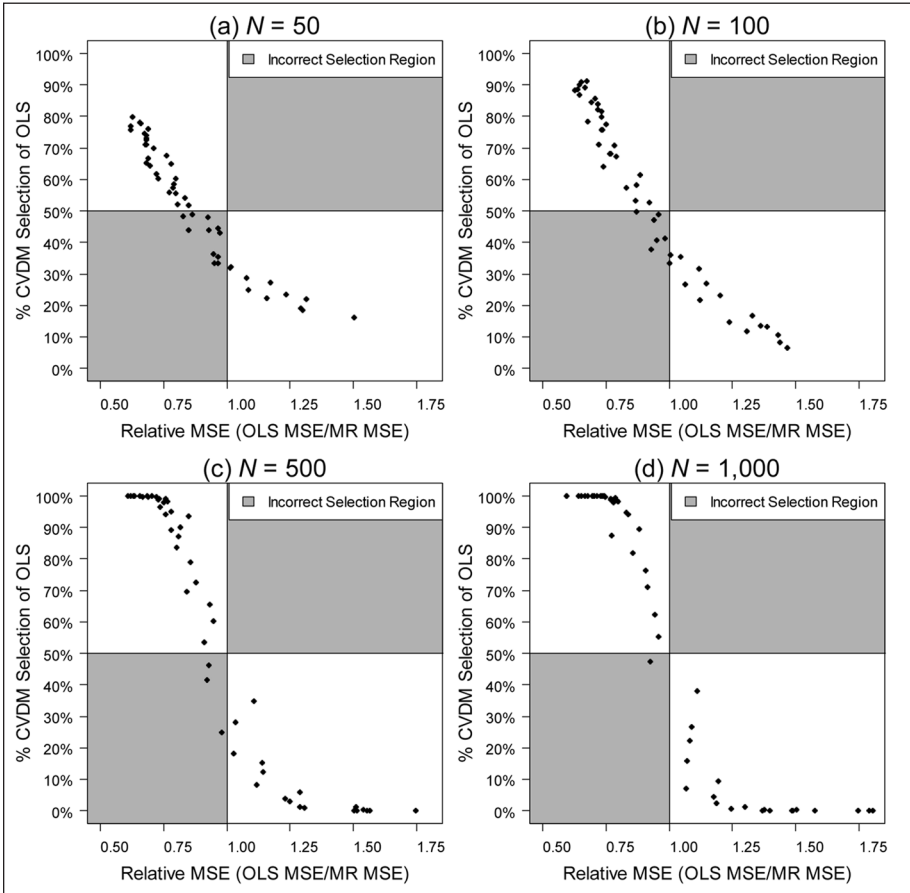 (a) N = 50
Incorrect Selection Region
% CVDM Selection of OLS
100%
90%
80%
70%
60%
50%
40%
30%
20%
10%
0%
0.50 0.75 1.00 1.25 1.50 1.75
Relative MSE (OLS MSE/MR MSE)
(b) N = 100
Incorrect Selection Region
% CVDM Selection of OLS
100%
90%
80%
70%
60%
50%
40%
30%
20%
10%
0%
0.50 0.75 1.00 1.25 1.50 1.75
Relative MSE (OLS MSE/MR MSE)
(c) N = 500
Incorrect Selection Region
% CVDM Selection of OLS
100%
90%
80%
70%
60%
50%
40%
30%
20%
10%
0%
0.50 0.75 1.00 1.25 1.50 1.75
Relative MSE (OLS MSE/MR MSE)
(d) N = 1,000
Incorrect Selection Region
% CVDM Selection of OLS
100%
90%
80%
70%
60%
50%
40%
30%
20%
10%
0%
0.50 0.75 1.00 1.25 1.50 1.75
Relative MSE (OLS MSE/MR MSE)